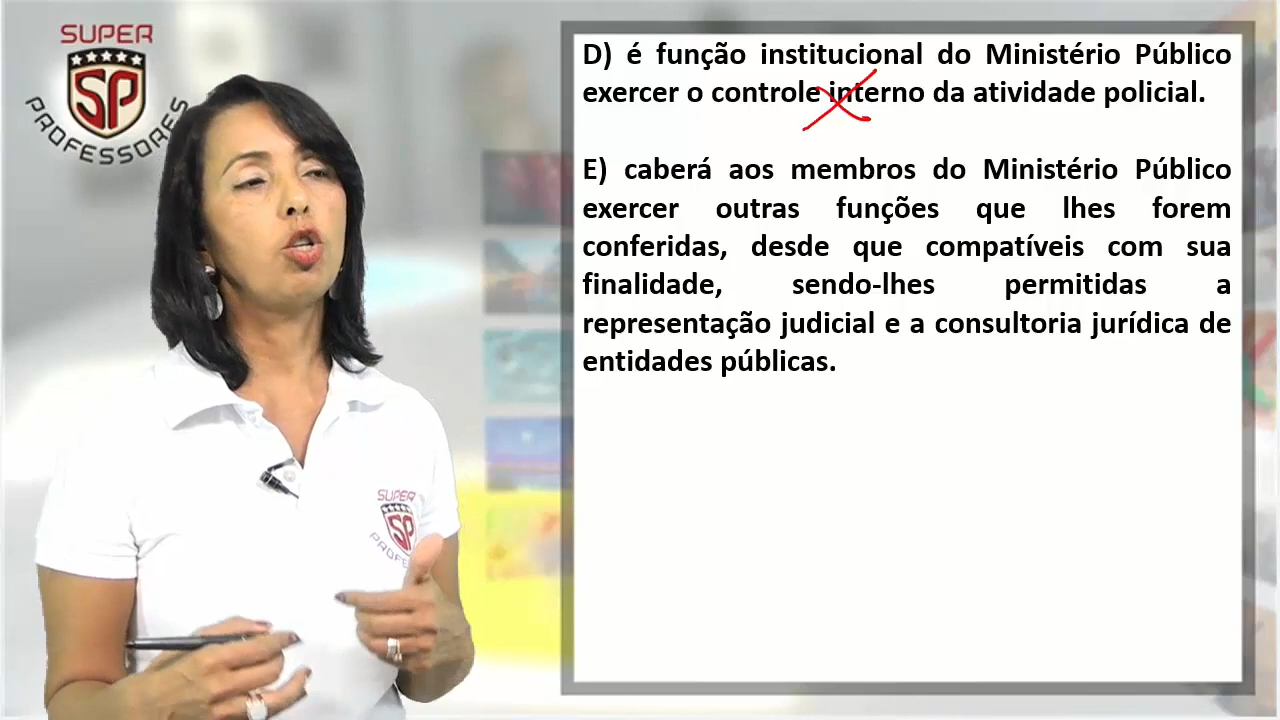 SUPER
SP
PROFESSORES
D) é função institucional do Ministério Público
exercer o controle interno da atividade policial.
E) caberá aos membros do Ministério Público
exercer outras funções que lhes forem
conferidas, desde que compatíveis com sua
finalidade, sendo-lhes permitidas a
representação judicial e a consultoria jurídica de
entidades públicas.
SUPER
SP